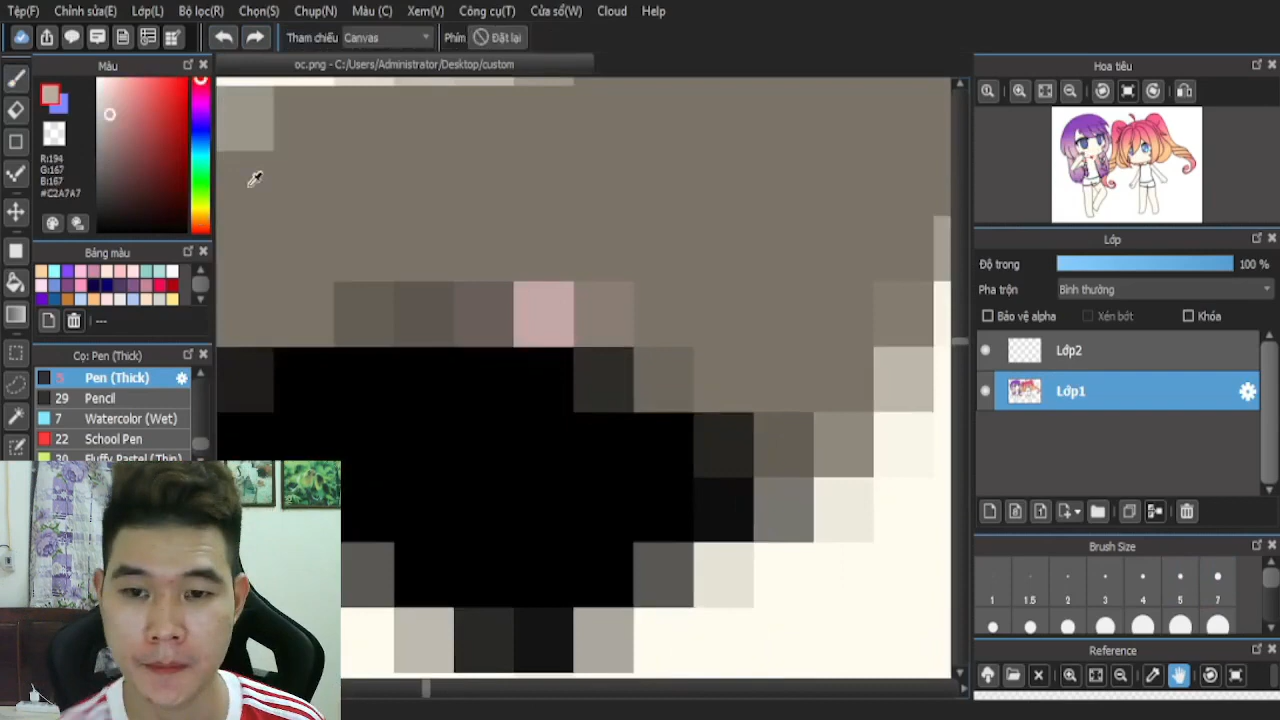 Tệp(F) Chỉnh sửa(E) Lớp(L) Bộ lọc(R) Chọn(S) Chụp(N) Màu (C) Xem(V) Công cụ(T) Cửa sổ(W) Cloud Help
Tham chiếu Canvas Phím Đặt lại
Màu
oc.png - C:/Users/Administrator/Desktop/custom
Hoa tiêu
R:194
G:167
B:167
#C2A7A7
Bảng màu
---
Lớp
Độ trong 100 %
Pha trộn Bình thường
Bảo vệ alpha Xén bớt Khóa
Lớp2
Lớp1
Cọ: Pen (Thick)
5 Pen (Thick)
29 Pencil
7 Watercolor (Wet)
22 School Pen
30 Fluffy Pastel (Thin)
Brush Size
1 1.5 2 3 4 5 7
Reference